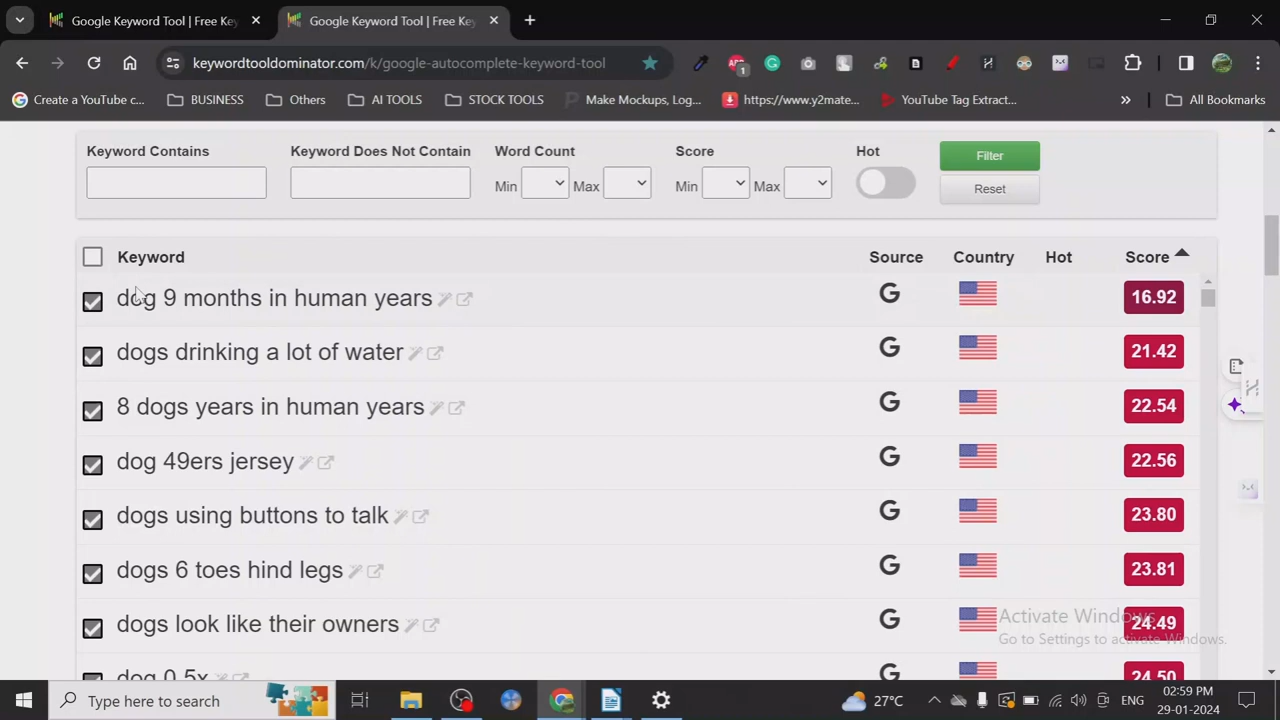 Google Keyword Tool | Free Key
Google Keyword Tool | Free Key
keywordtooldominator.com/k/google-autocomplete-keyword-tool
1
Create a YouTube c...
BUSINESS
Others
AI TOOLS
STOCK TOOLS
Make Mockups, Log...
https://www.y2mate...
YouTube Tag Extract...
All Bookmarks
Keyword Contains
Keyword Does Not Contain
Word Count
Score
Hot
Filter
Min
Max
Min
Max
Reset
Keyword Source Country Hot Score
dog 9 months in human years 16.92
dogs drinking a lot of water 21.42
8 dogs years in human years 22.54
dog 49ers jersey 22.56
dogs using buttons to talk 23.80
dogs 6 toes hind legs 23.81
dogs look like their owners 24.49
Activate Windows
Go to Settings to activate Windows.
dog 0.5x 24.50
Type here to search
27°C
ENG
02:59 PM
29-01-2024